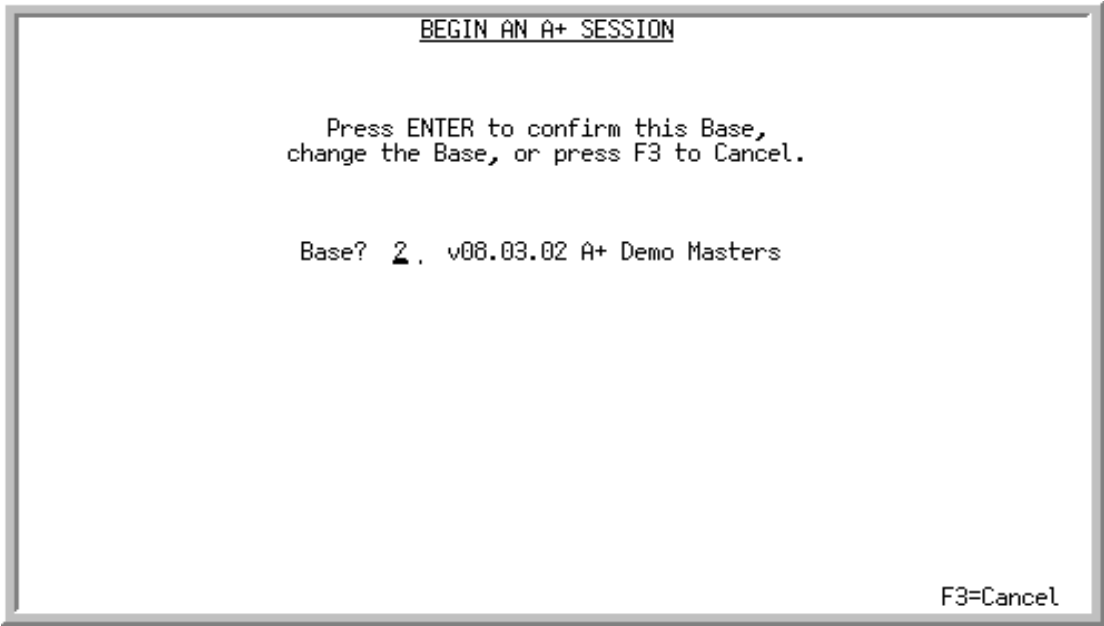 BEGIN AN A+ SESSION
Press ENTER to confirm this Base,
change the Base, or press F3 to Cancel.
Base? 2 . v08.03.02 A+ Demo Masters
F3=Cancel